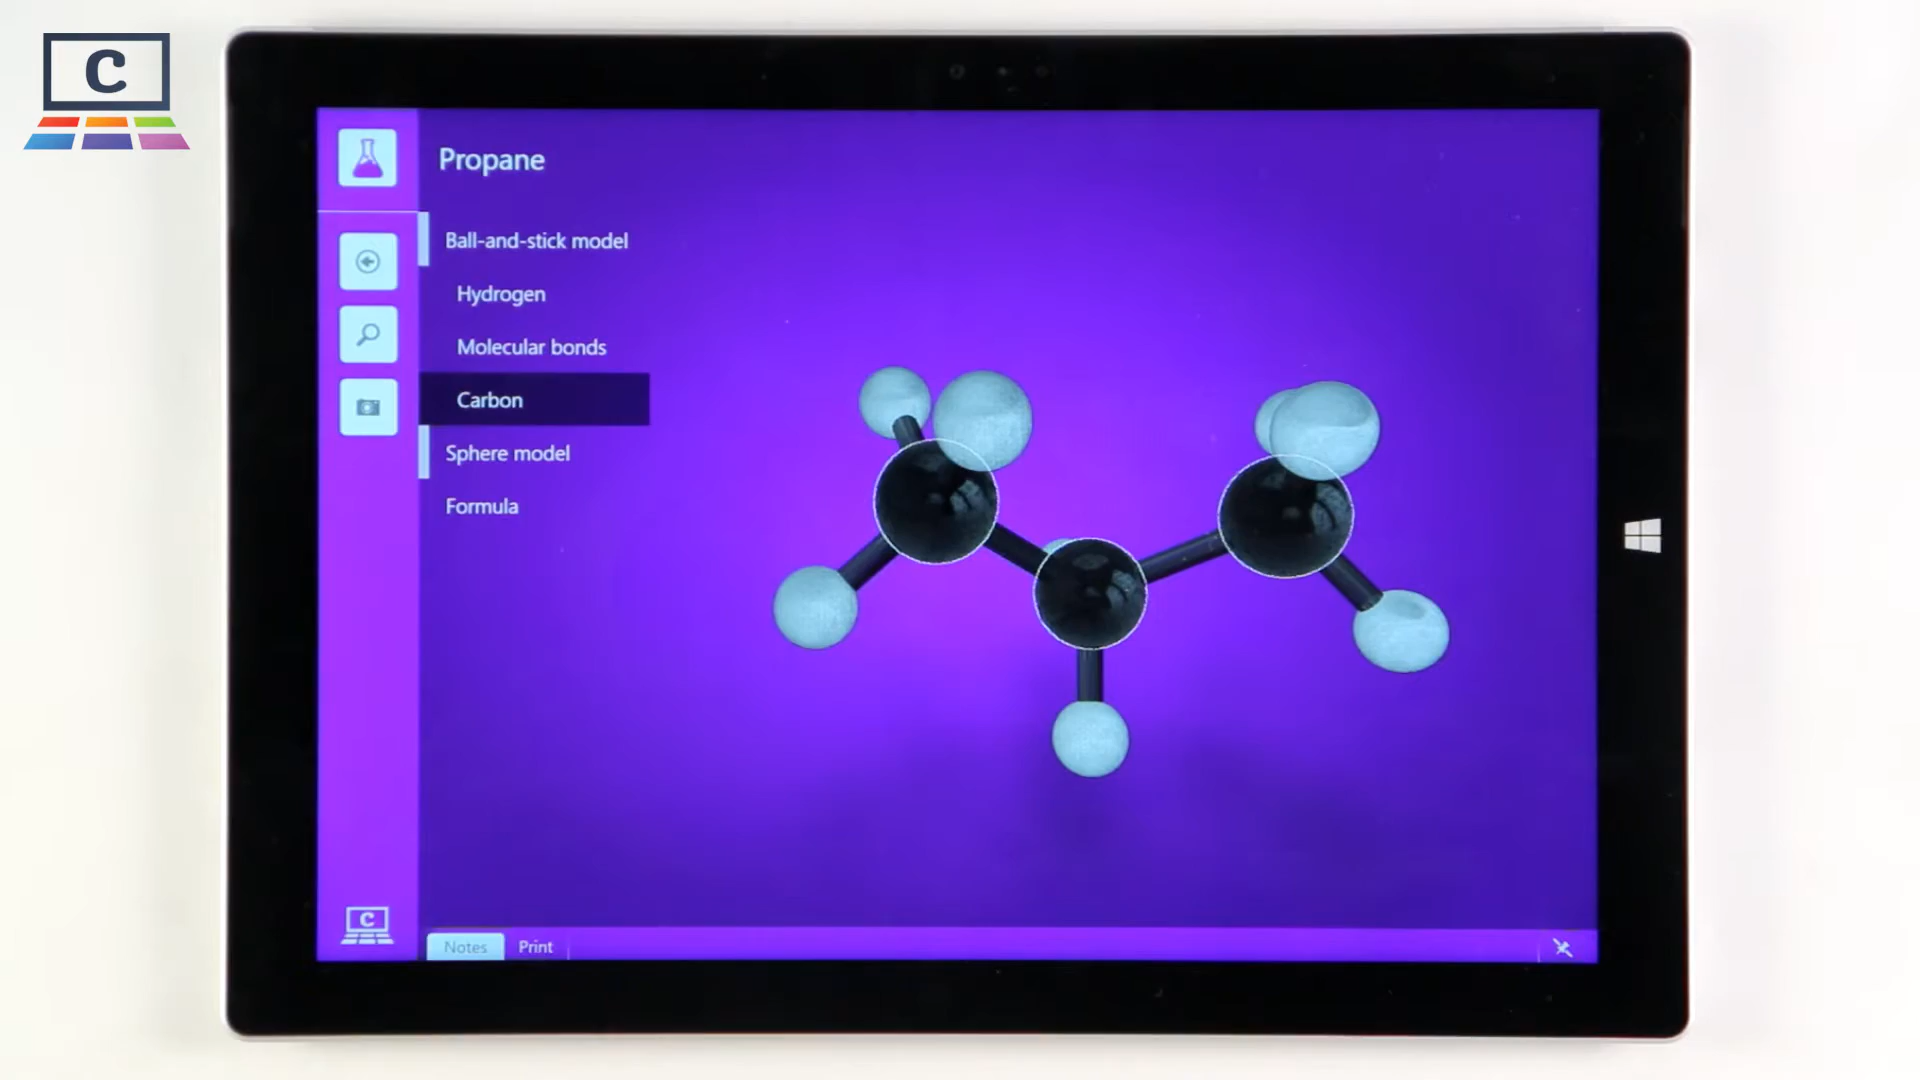 C
Propane
Ball-and-stick model
Hydrogen
Molecular bonds
Carbon
Sphere model
Formula
C
Notes
Print